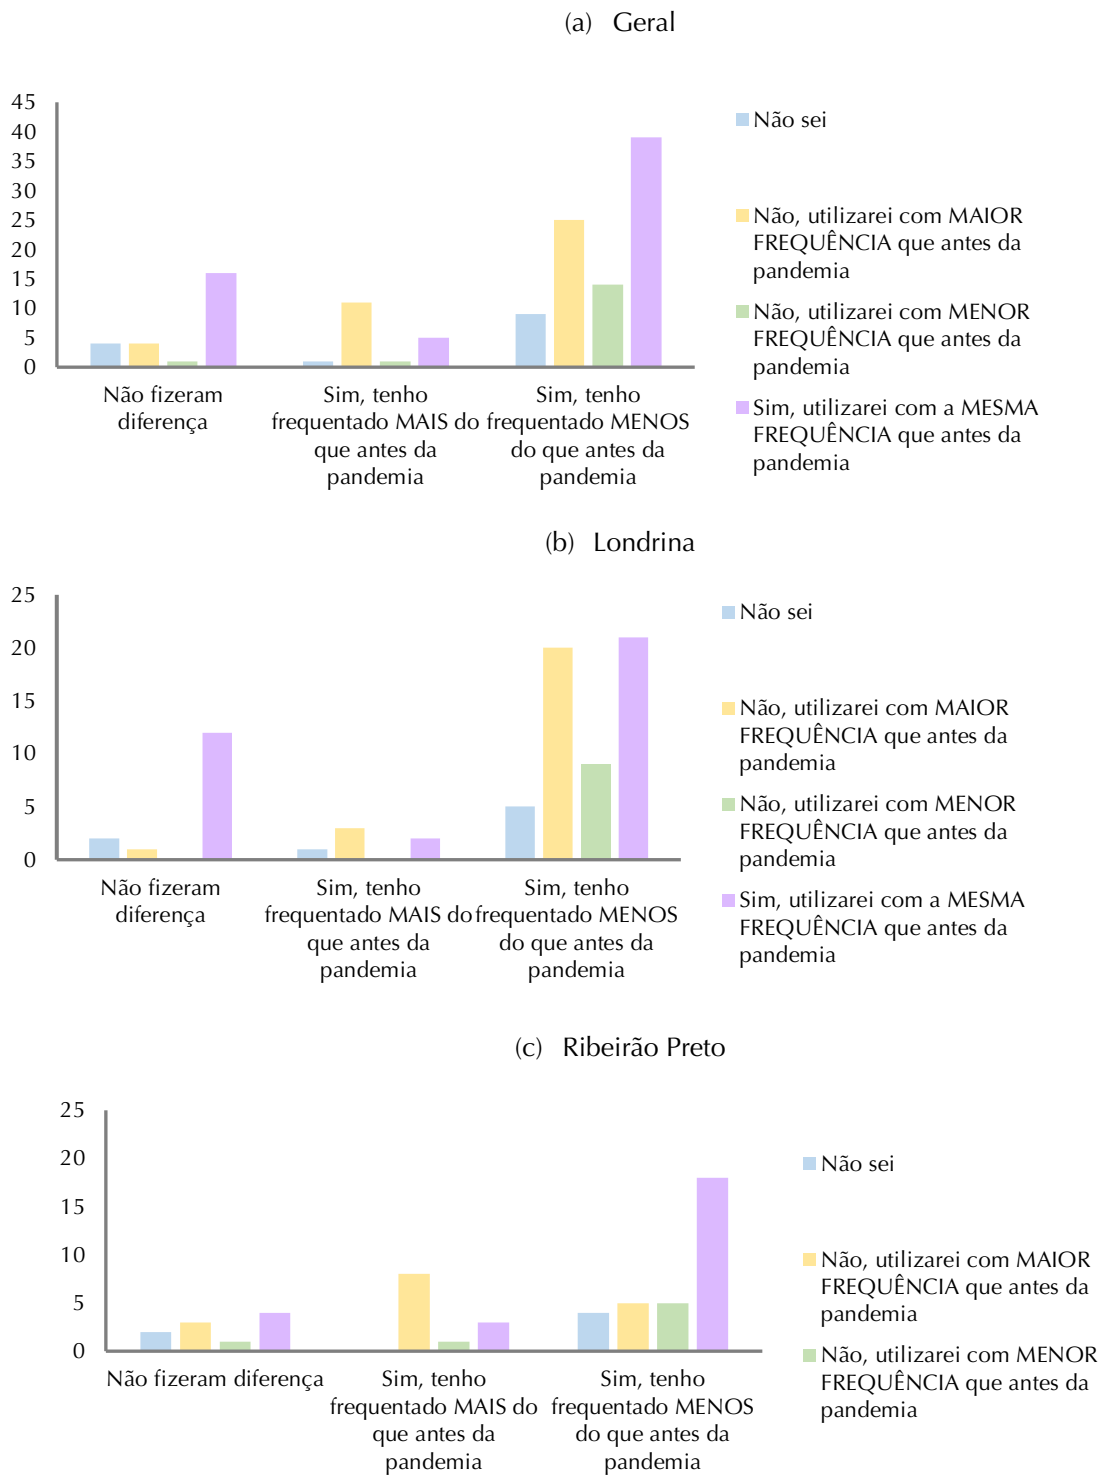 (a) Geral
45
40
35
30
25
20
15
10
5
0
Não fizeram
diferença
Sim, tenho
frequentado MAIS do
que antes da
pandemia
Sim, tenho
frequentado MENOS
do que antes da
pandemia
Não sei
Não, utilizarei com MAIOR
FREQUÊNCIA que antes da
pandemia
Não, utilizarei com MENOR
FREQUÊNCIA que antes da
pandemia
Sim, utilizarei com a MESMA
FREQUÊNCIA que antes da
pandemia
(b) Londrina
25
20
15
10
5
0
Não fizeram
diferença
Sim, tenho
frequentado MAIS do
que antes da
pandemia
Sim, tenho
frequentado MENOS
do que antes da
pandemia
Não sei
Não, utilizarei com MAIOR
FREQUÊNCIA que antes da
pandemia
Não, utilizarei com MENOR
FREQUÊNCIA que antes da
pandemia
Sim, utilizarei com a MESMA
FREQUÊNCIA que antes da
pandemia
(c) Ribeirão Preto
25
20
15
10
5
0
Não fizeram diferença
Sim, tenho
frequentado MAIS do
que antes da
pandemia
Sim, tenho
frequentado MENOS
do que antes da
pandemia
Não sei
Não, utilizarei com MAIOR
FREQUÊNCIA que antes da
pandemia
Não, utilizarei com MENOR
FREQUÊNCIA que antes da
pandemia